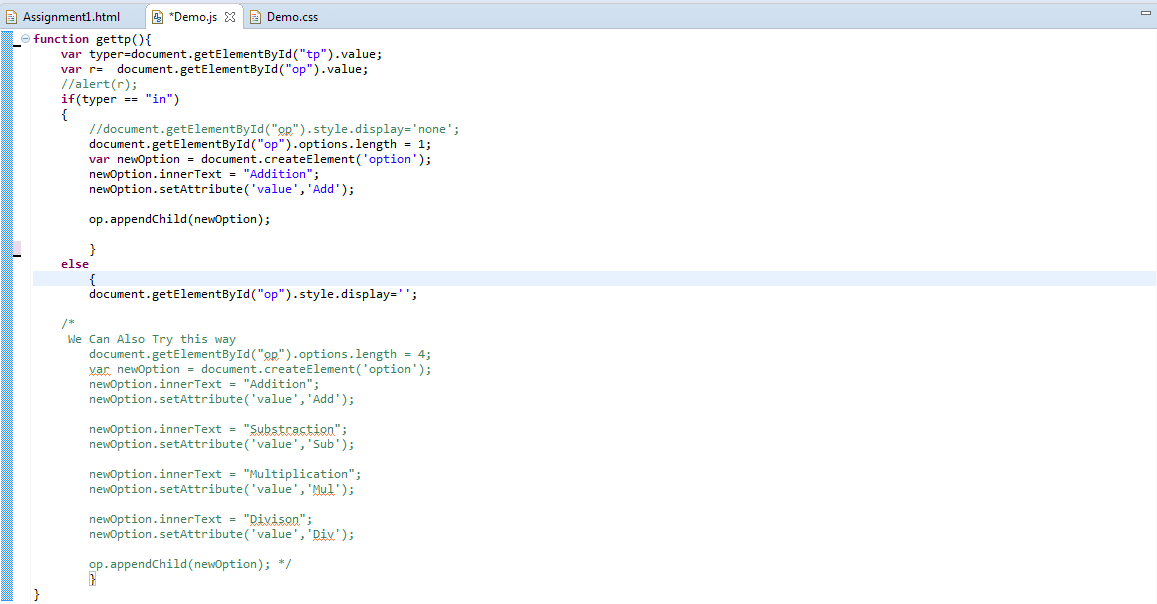 Assignment1.html *Demo.js Demo.css
function gettp(){
var typer=document.getElementById("tp").value;
var r=  document.getElementById("op").value;
//alert(r);
if(typer == "in")
{
//document.getElementById("op").style.display='none';
document.getElementById("op").options.length = 1;
var newOption = document.createElement('option');
newOption.innerText = "Addition";
newOption.setAttribute('value','Add');
op.appendChild(newOption);
}
else
{
document.getElementById("op").style.display='';
/*
We Can Also Try this way
document.getElementById("op").options.length = 4;
var newOption = document.createElement('option');
newOption.innerText = "Addition";
newOption.setAttribute('value','Add');
newOption.innerText = "Substraction";
newOption.setAttribute('value','Sub');
newOption.innerText = "Multiplication";
newOption.setAttribute('value','Mul');
newOption.innerText = "Divison";
newOption.setAttribute('value','Div');
op.appendChild(newOption); */
}
}